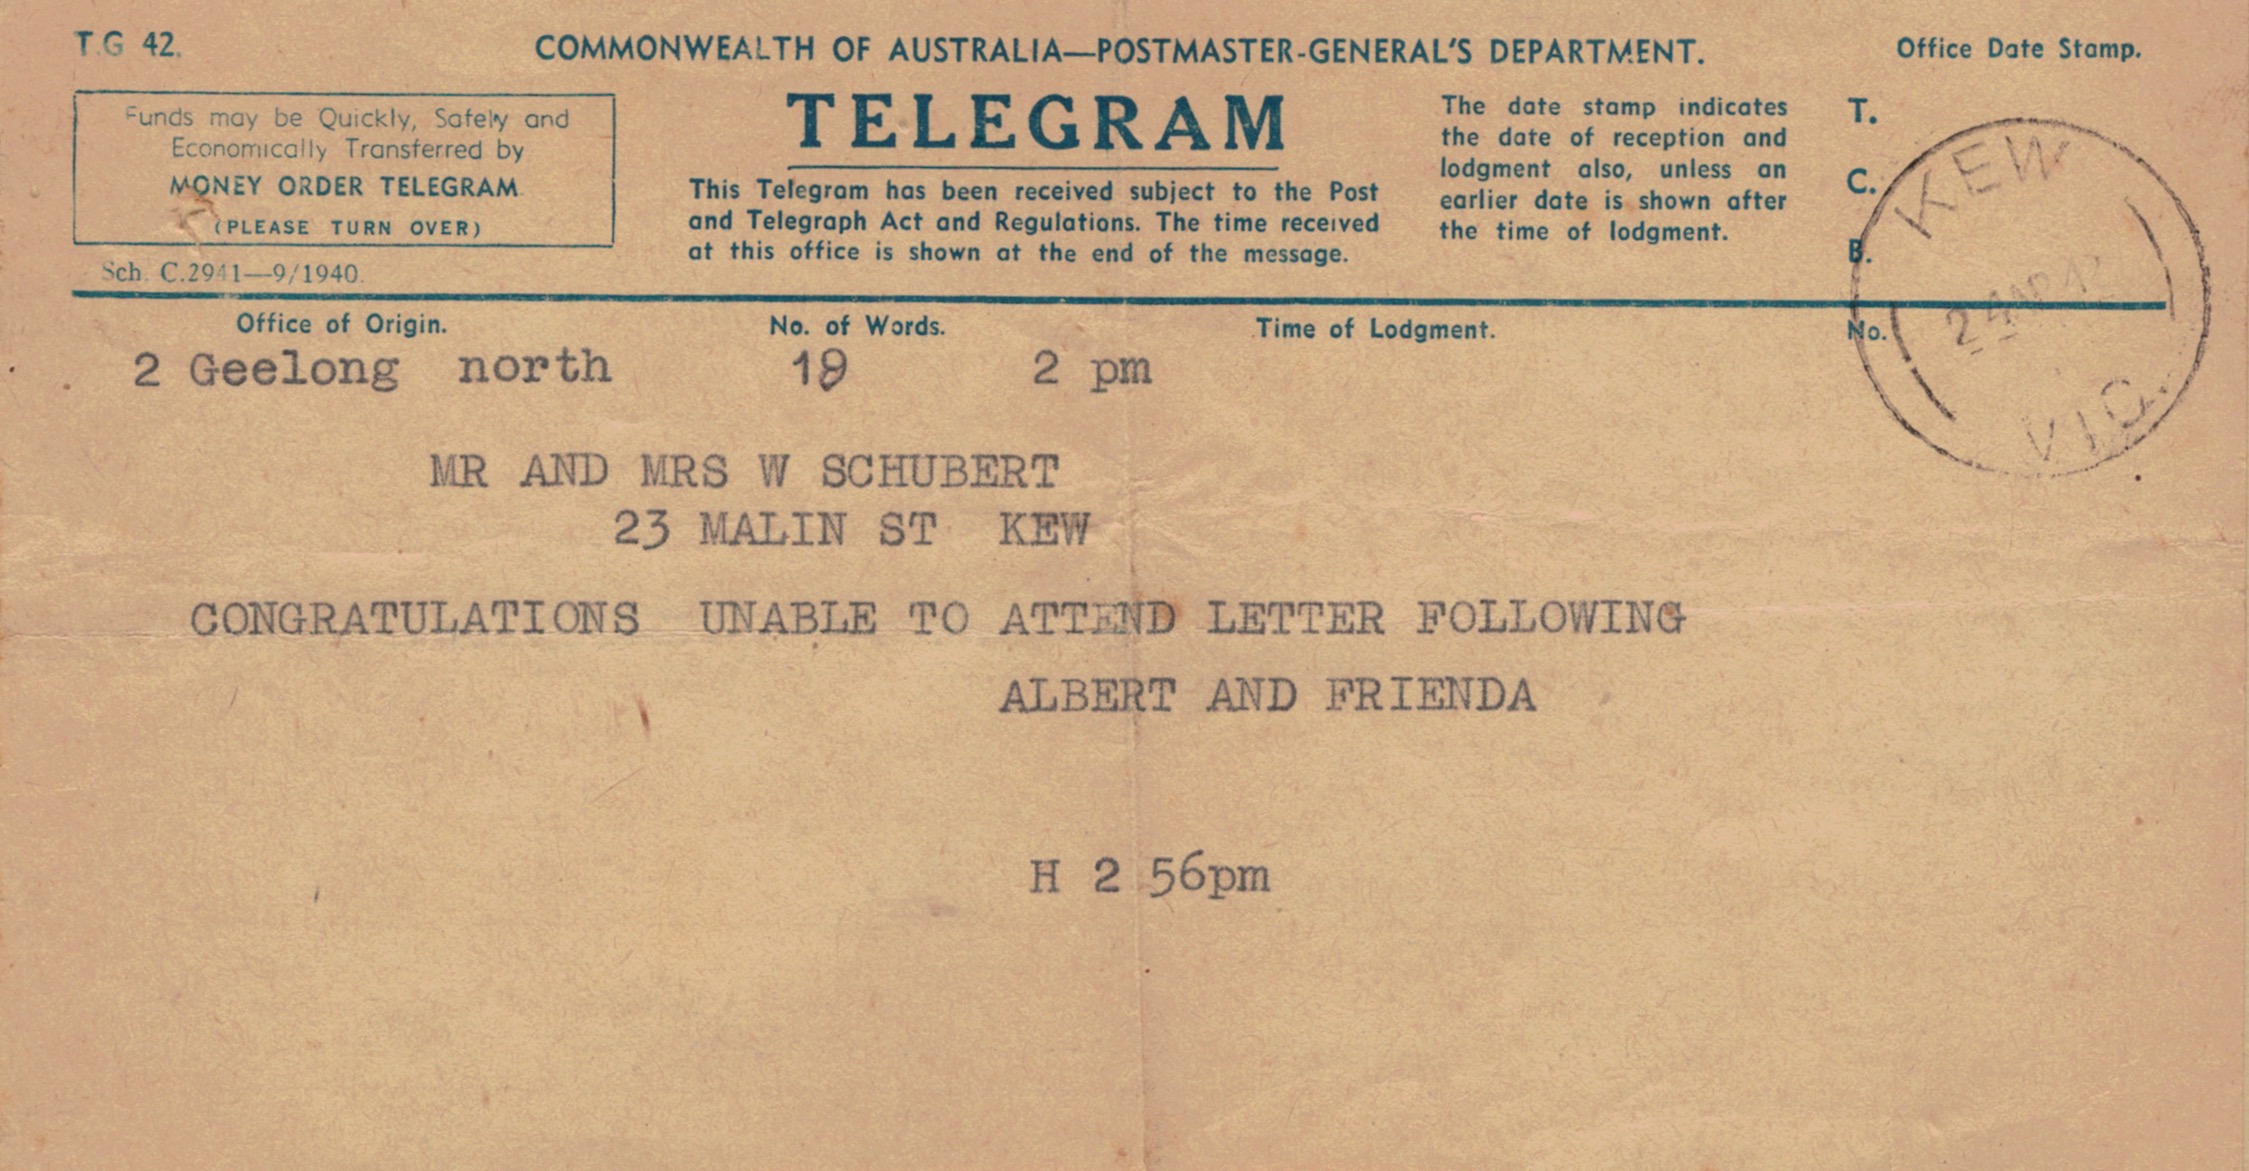 T.G 42.
COMMONWEALTH OF AUSTRALIA—POSTMASTER-GENERAL'S DEPARTMENT.
Office Date Stamp.
Funds may be Quickly, Safely and
Economically Transferred by
MONEY ORDER TELEGRAM.
(PLEASE TURN OVER)
Sch. C.2941—9/1940.
TELEGRAM
This Telegram has been received subject to the Post
and Telegraph Act and Regulations. The time received
at this office is shown at the end of the message.
The date stamp indicates
the date of reception and
lodgment also, unless an
earlier date is shown after
the time of lodgment.
T.
C.
B.
No.
KEW
24 AP 42
VIC.
Office of Origin. No. of Words. Time of Lodgment.
2 Geelong north 19 2 pm
MR AND MRS W SCHUBERT
23 MALIN ST KEW
CONGRATULATIONS UNABLE TO ATTEND LETTER FOLLOWING
ALBERT AND FRIENDA
H 2 56pm